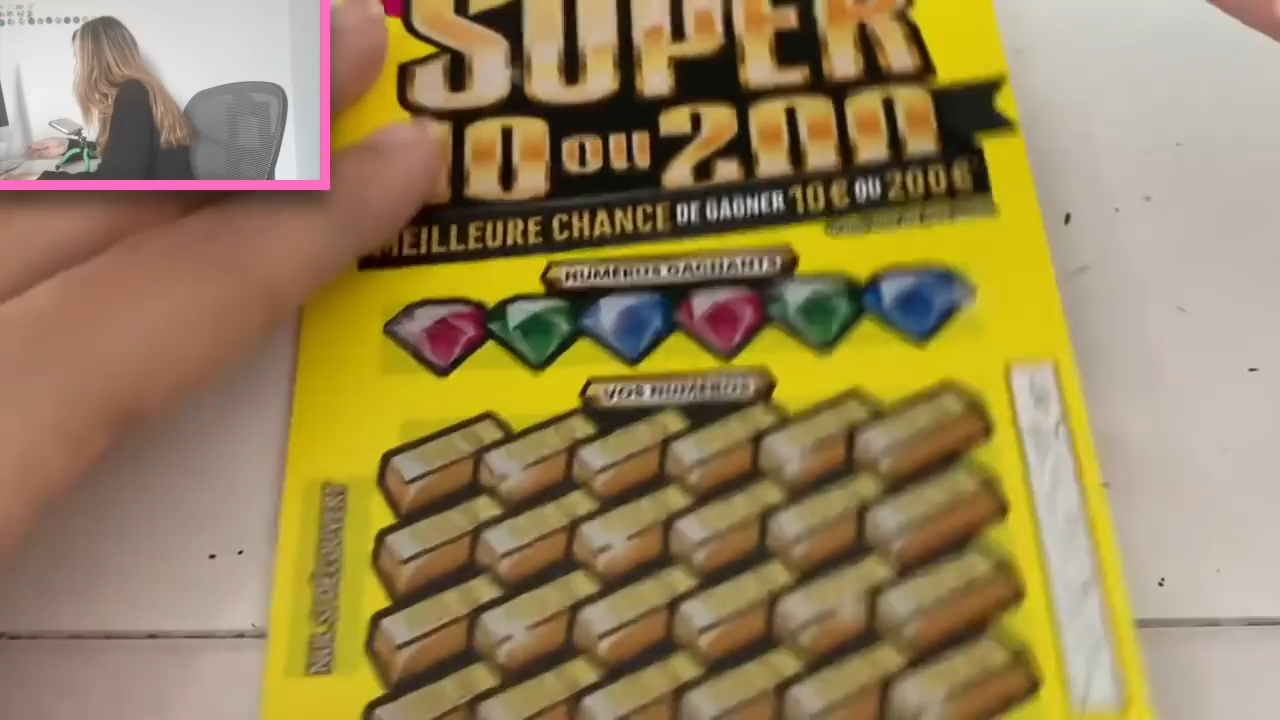 SUPER
10 ou 200
MEILLEURE CHANCE DE GAGNER 10€ OU 200€*
NUMÉROS GAGNANTS
VOS NUMÉROS